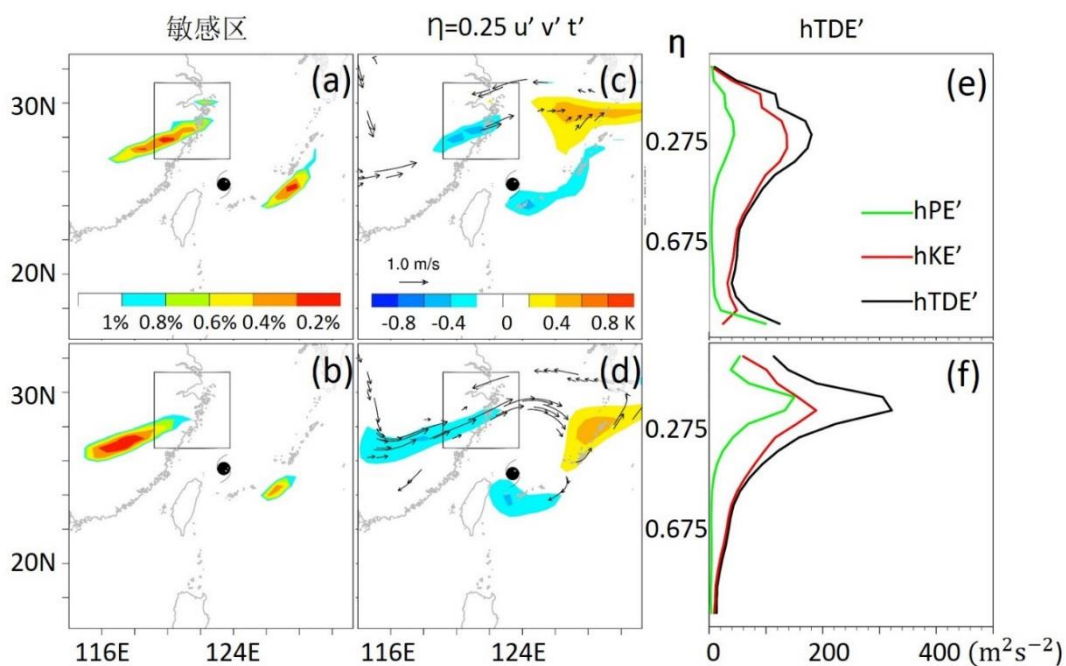 敏感区
η=0.25 u’ v’ t’
η
hTDE’
(a)
(c)
(e)
30N
20N
1% 0.8% 0.6% 0.4% 0.2%
1.0 m/s
-0.8 -0.4 0 0.4 0.8 K
0.275
0.675
hPE’
hKE’
hTDE’
(b)
(d)
(f)
30N
20N
0.275
0.675
116E 124E
116E 124E
0 200 400
(m²s⁻²)